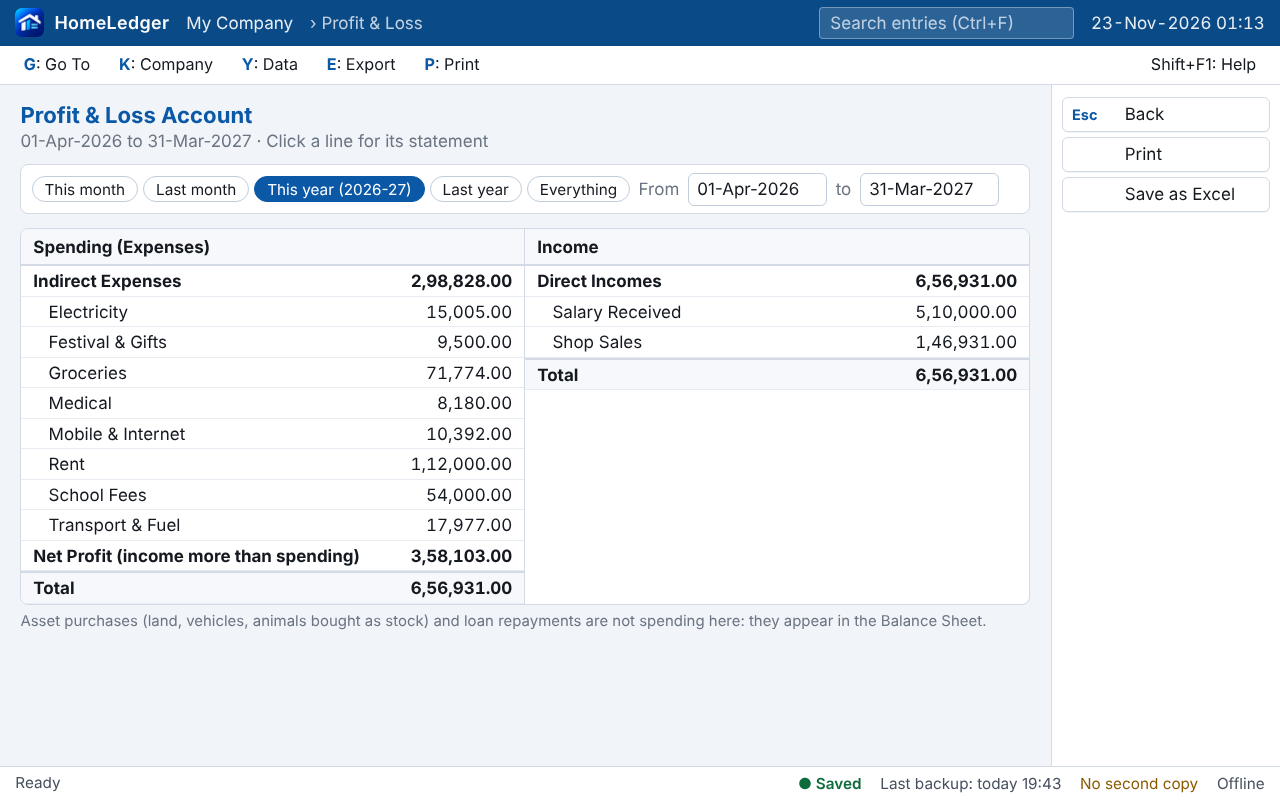 HomeLedger My Company › Profit & Loss Search entries (Ctrl+F) 23-Nov-2026 01:13
G: Go To K: Company Y: Data E: Export P: Print Shift+F1: Help
Profit & Loss Account
01-Apr-2026 to 31-Mar-2027 · Click a line for its statement
This month Last month This year (2026-27) Last year Everything From 01-Apr-2026 to 31-Mar-2027
Spending (Expenses)
Indirect Expenses 2,98,828.00
Electricity 15,005.00
Festival & Gifts 9,500.00
Groceries 71,774.00
Medical 8,180.00
Mobile & Internet 10,392.00
Rent 1,12,000.00
School Fees 54,000.00
Transport & Fuel 17,977.00
Net Profit (income more than spending) 3,58,103.00
Total 6,56,931.00
Income
Direct Incomes 6,56,931.00
Salary Received 5,10,000.00
Shop Sales 1,46,931.00
Total 6,56,931.00
Asset purchases (land, vehicles, animals bought as stock) and loan repayments are not spending here: they appear in the Balance Sheet.
Esc Back
Print
Save as Excel
Ready Saved Last backup: today 19:43 No second copy Offline